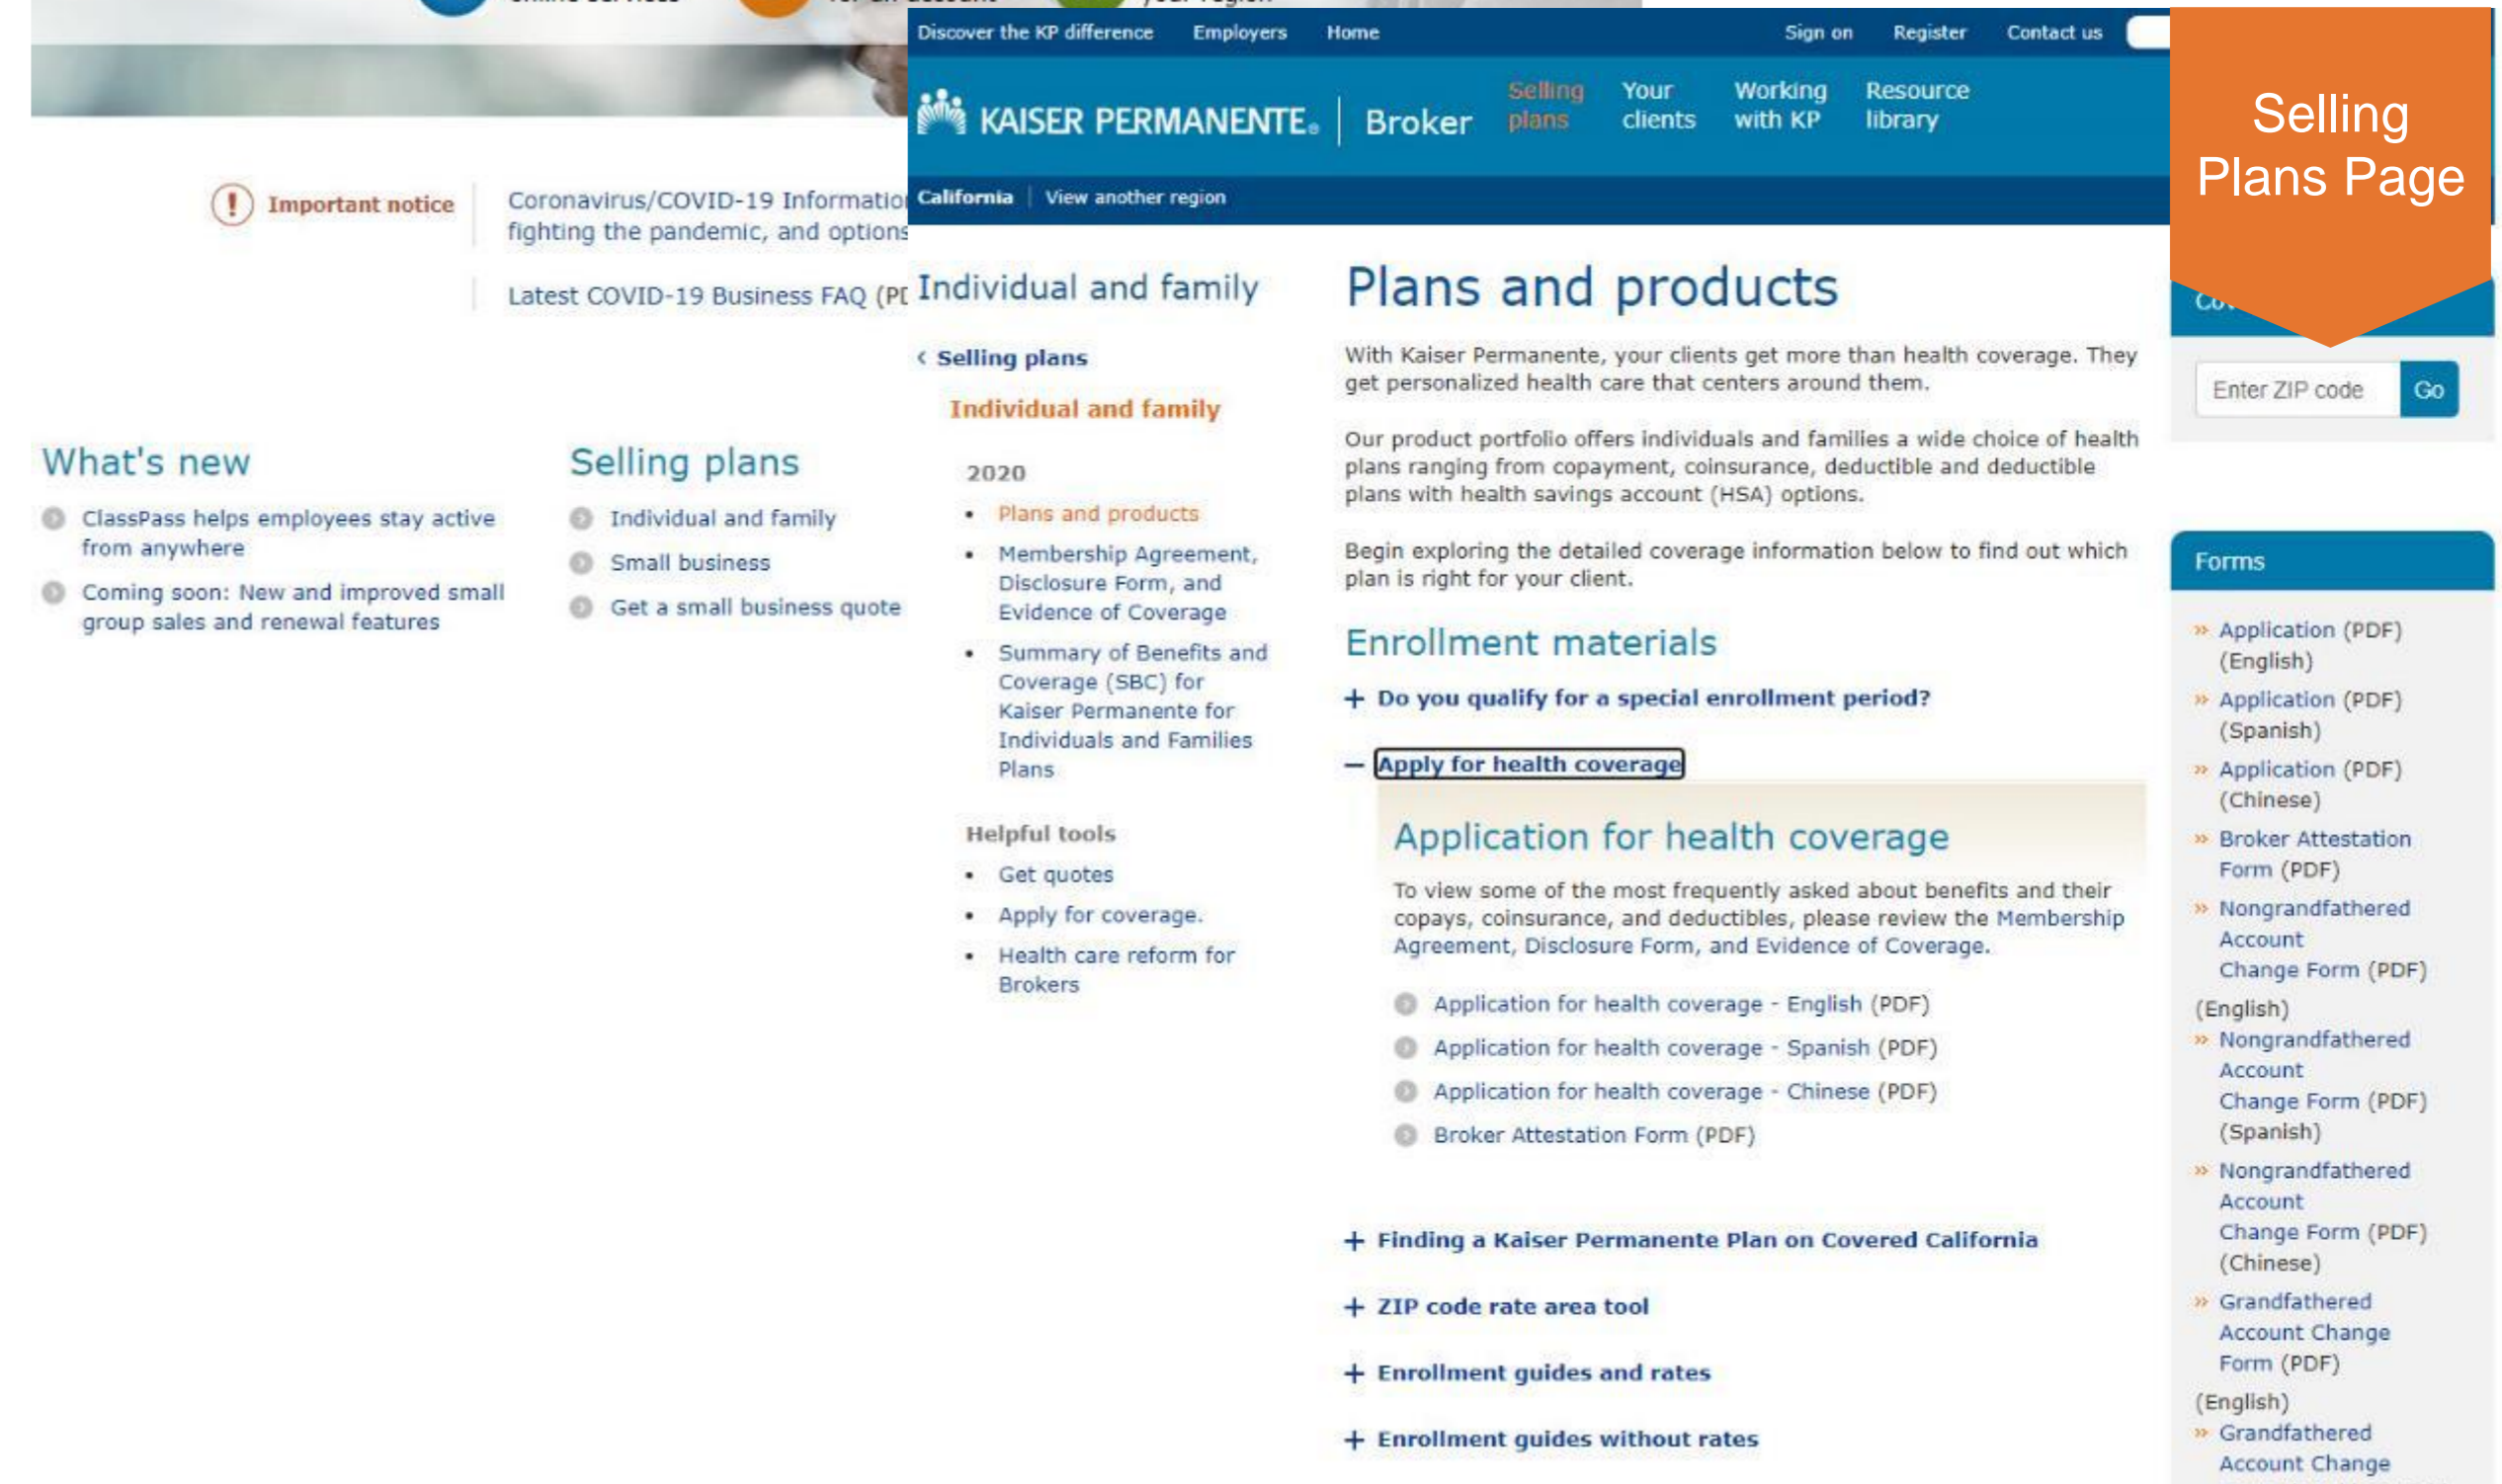 Important notice
Coronavirus/COVID-19
fighting the pandemic, and options
Latest COVID-19 Business FAQ
What's new
ClassPass helps employees stay active
from anywhere
Coming soon: New and improved small
group sales and renewal features
Selling plans
Individual and family
Small business
Get a small business quote
Discover the KP difference Employers Home Sign on Register Contact us
KAISER PERMANENTE® Broker
Selling
plans
Your
clients
Working
with KP
Resource
library
California View another region
Selling
Plans Page
Individual and family
‹ Selling plans
Individual and family
2020
• Plans and products
• Membership Agreement,
Disclosure Form, and
Evidence of Coverage
• Summary of Benefits and
Coverage (SBC) for
Kaiser Permanente for
Individuals and Families
Plans
Helpful tools
• Get quotes
• Apply for coverage.
• Health care reform for
Brokers
Plans and products
With Kaiser Permanente, your clients get more than health coverage. They
get personalized health care that centers around them.
Our product portfolio offers individuals and families a wide choice of health
plans ranging from copayment, coinsurance, deductible and deductible
plans with health savings account (HSA) options.
Begin exploring the detailed coverage information below to find out which
plan is right for your client.
Enrollment materials
+ Do you qualify for a special enrollment period?
– Apply for health coverage
Application for health coverage
To view some of the most frequently asked about benefits and their
copays, coinsurance, and deductibles, please review the Membership
Agreement, Disclosure Form, and Evidence of Coverage.
Application for health coverage - English (PDF)
Application for health coverage - Spanish (PDF)
Application for health coverage - Chinese (PDF)
Broker Attestation Form (PDF)
+ Finding a Kaiser Permanente Plan on Covered California
+ ZIP code rate area tool
+ Enrollment guides and rates
+ Enrollment guides without rates
Enter ZIP code Go
Forms
» Application (PDF)
(English)
» Application (PDF)
(Spanish)
» Application (PDF)
(Chinese)
» Broker Attestation
Form (PDF)
» Nongrandfathered
Account
Change Form (PDF)
(English)
» Nongrandfathered
Account
Change Form (PDF)
(Spanish)
» Nongrandfathered
Account
Change Form (PDF)
(Chinese)
» Grandfathered
Account Change
Form (PDF)
(English)
» Grandfathered
Account Change